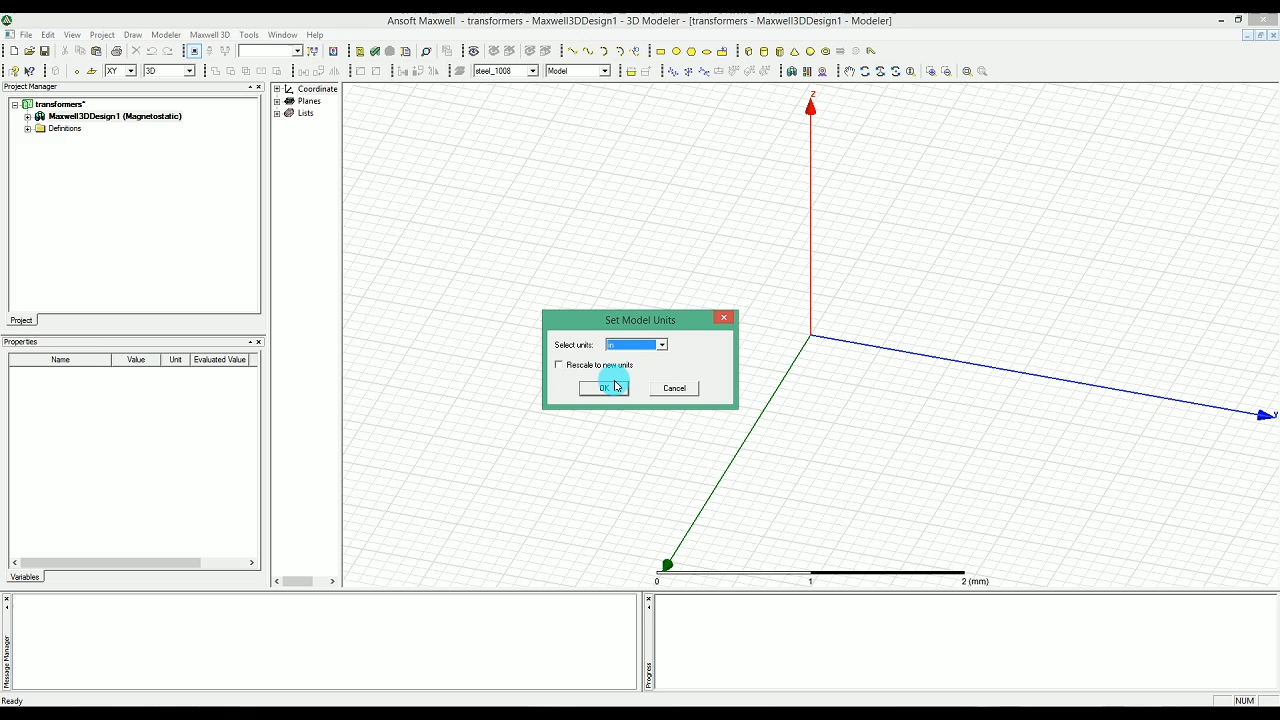 Ansoft Maxwell - transformers - Maxwell3DDesign1 - 3D Modeler - [transformers - Maxwell3DDesign1 - Modeler]
File Edit View Project Draw Modeler Maxwell 3D Tools Window Help
XY 3D steel_1008 Model
Project Manager
transformers*
Maxwell3DDesign1 (Magnetostatic)
Definitions
Project
Coordinate
Planes
Lists
Properties
Name Value Unit Evaluated Value
Variables
Z
Y
Set Model Units
Select units: in
Rescale to new units
OK Cancel
0 1 2 (mm)
Message Manager
Progress
Ready
NUM